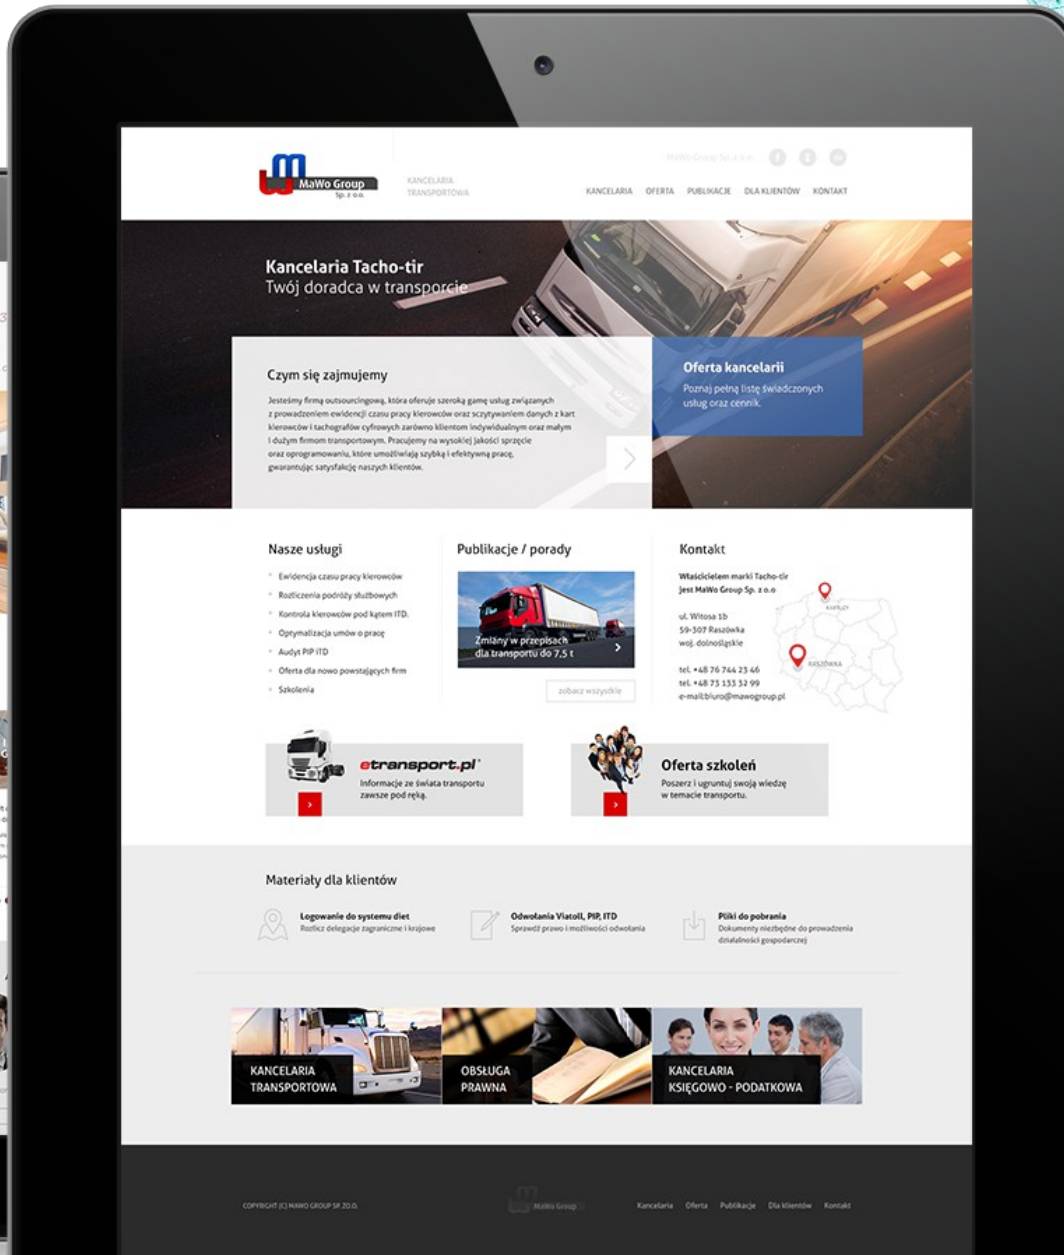 MaWo Group
Sp. z o.o.
KANCELARIA
TRANSPORTOWA
MaWo Group Sp. z o.o.
KANCELARIA OFERTA PUBLIKACJE DLA KLIENTÓW KONTAKT
Kancelaria Tacho-tir
Twój doradca w transporcie
Czym się zajmujemy
Jesteśmy firmą outsourcingową, która oferuje szeroką gamę usług związanych
z prowadzeniem ewidencji czasu pracy kierowców oraz sczytywaniem danych z kart
kierowców i tachografów cyfrowych zarówno klientom indywidualnym oraz małym
i dużym firmom transportowym. Pracujemy na wysokiej jakości sprzęcie
oraz oprogramowaniu, które umożliwiają szybką i efektywną pracę,
gwarantując satysfakcję naszych klientów.
Oferta kancelarii
Poznaj pełną listę świadczonych
usług oraz cennik.
Nasze usługi
Ewidencja czasu pracy kierowców
Rozliczenia podróży służbowych
Kontrola kierowców pod kątem ITD.
Optymalizacja umów o pracę
Audyt PIP ITD
Oferta dla nowo powstających firm
Szkolenia
Publikacje / porady
Zmiany w przepisach
dla transportu do 7,5 t
zobacz wszystkie
Kontakt
Właścicielem marki Tacho-tir
jest MaWo Group Sp. z o.o
ul. Witosa 1b
59-307 Raszówka
woj. dolnośląskie
tel. +48 76 744 23 46
tel. +48 73 133 32 99
e-mail:biuro@mawogroup.pl
KARTUZY
RASZÓWKA
etransport.pl
Informacje ze świata transportu
zawsze pod ręką.
Oferta szkoleń
Poszerz i ugruntuj swoją wiedzę
w temacie transportu.
Materiały dla klientów
Logowanie do systemu diet
Rozlicz delegacje zagraniczne i krajowe
Odwołania Viatoll, PIP, ITD
Sprawdź prawo i możliwości odwołania
Pliki do pobrania
Dokumenty niezbędne do prowadzenia
działalności gospodarczej
KANCELARIA
TRANSPORTOWA
OBSŁUGA
PRAWNA
KANCELARIA
KSIĘGOWO - PODATKOWA
COPYRIGHT (C) MAWO GROUP SP. ZO.O.
MaWo Group
Kancelaria Oferta Publikacje Dla klientów Kontakt